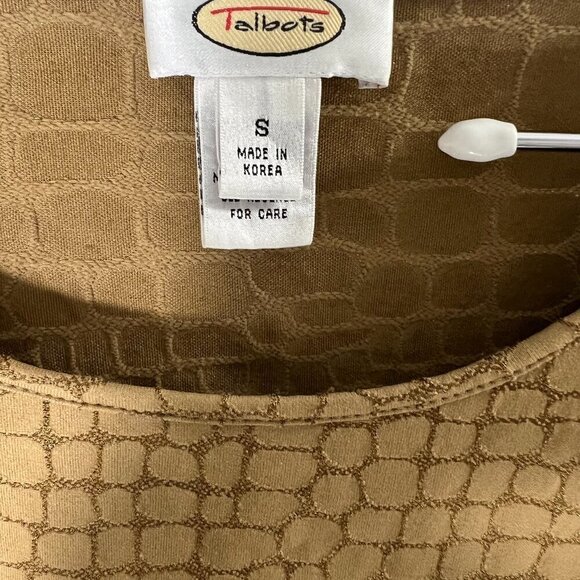 Talbots
S
MADE IN
KOREA
FOR CARE